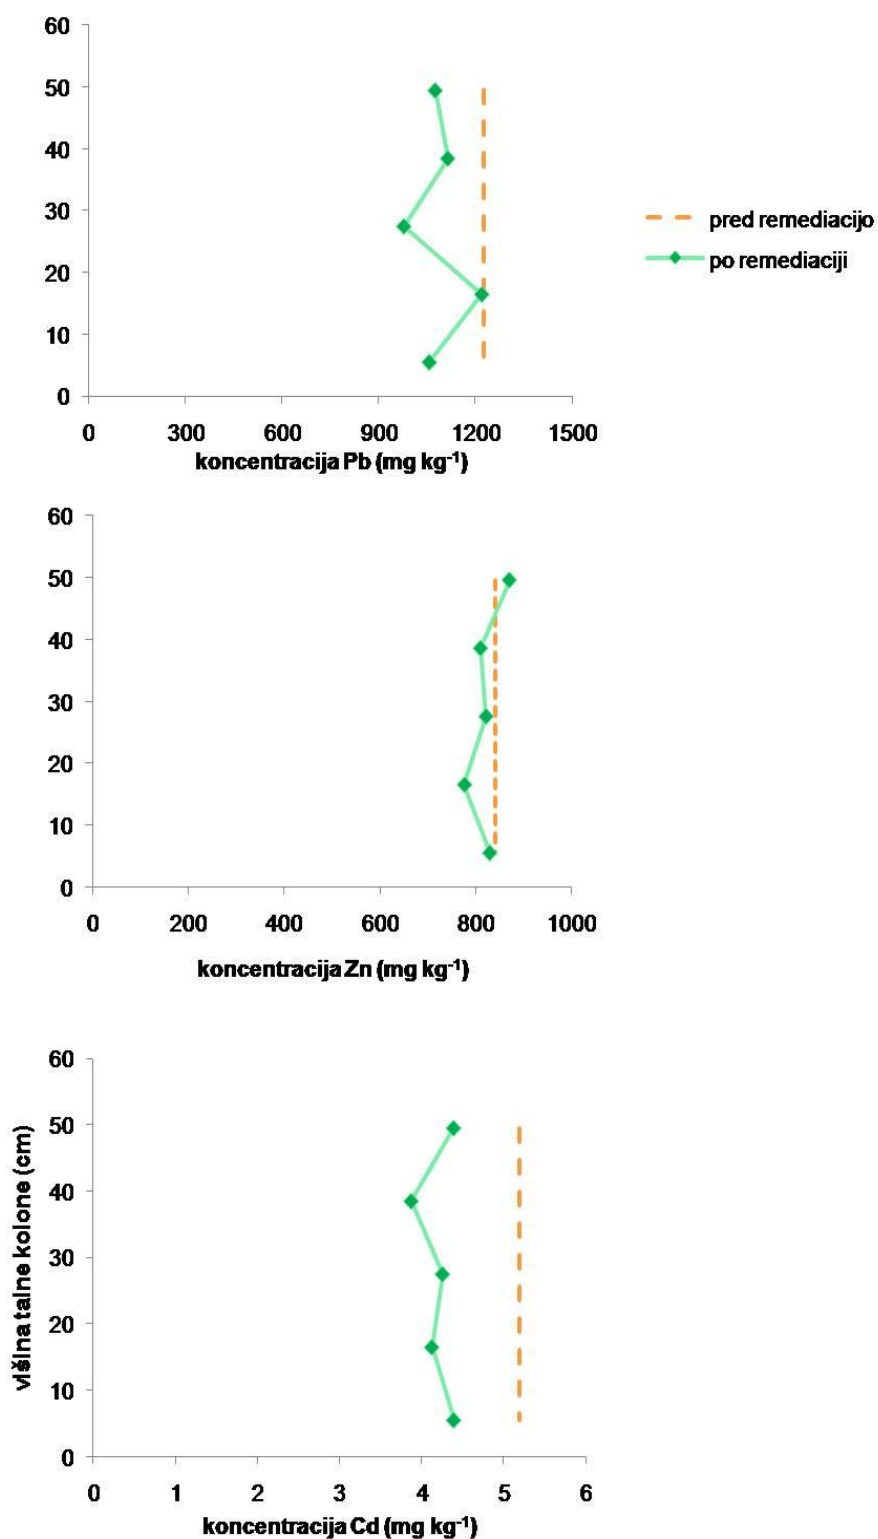 60
50
40
30
20
10
0
0 300 600 900 1200 1500
koncentracija Pb (mg kg⁻¹)
pred remediacijo
po remediaciji
60
50
40
30
20
10
0
0 200 400 600 800 1000
koncentracija Zn (mg kg⁻¹)
višina talne kolone (cm)
60
50
40
30
20
10
0
0 1 2 3 4 5 6
koncentracija Cd (mg kg⁻¹)